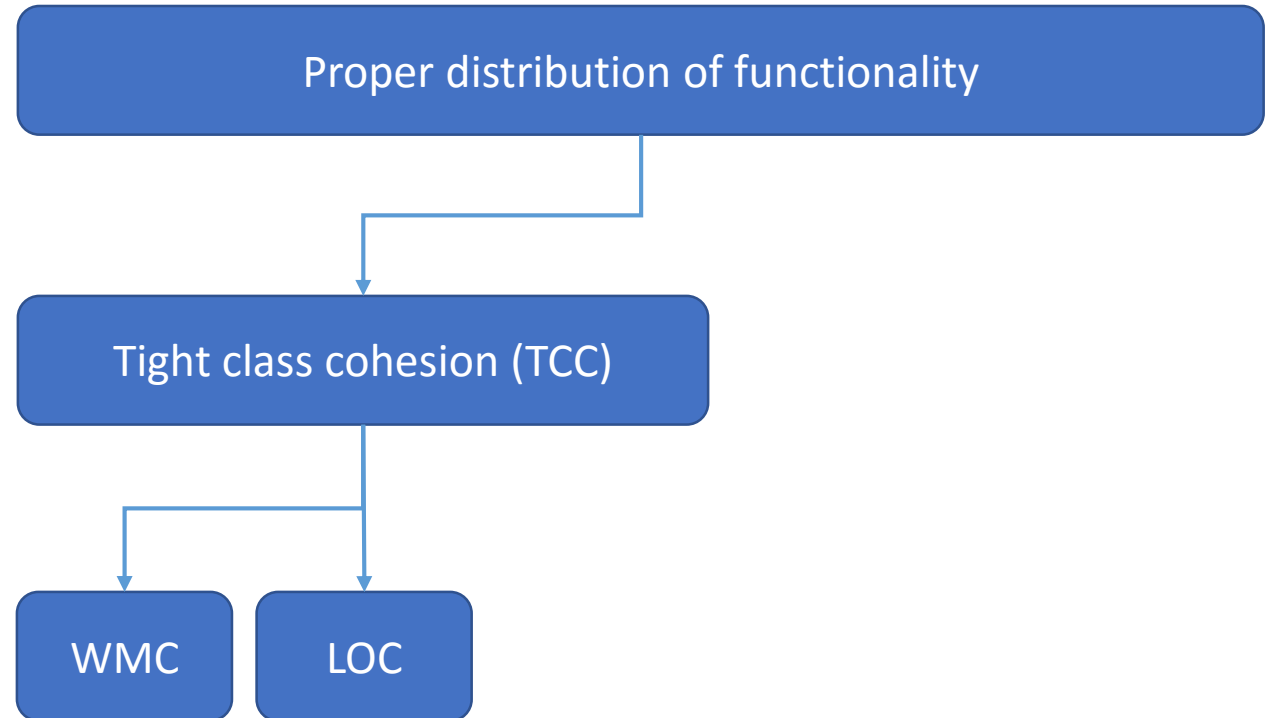 Proper distribution of functionality
Tight class cohesion (TCC)
WMC
LOC